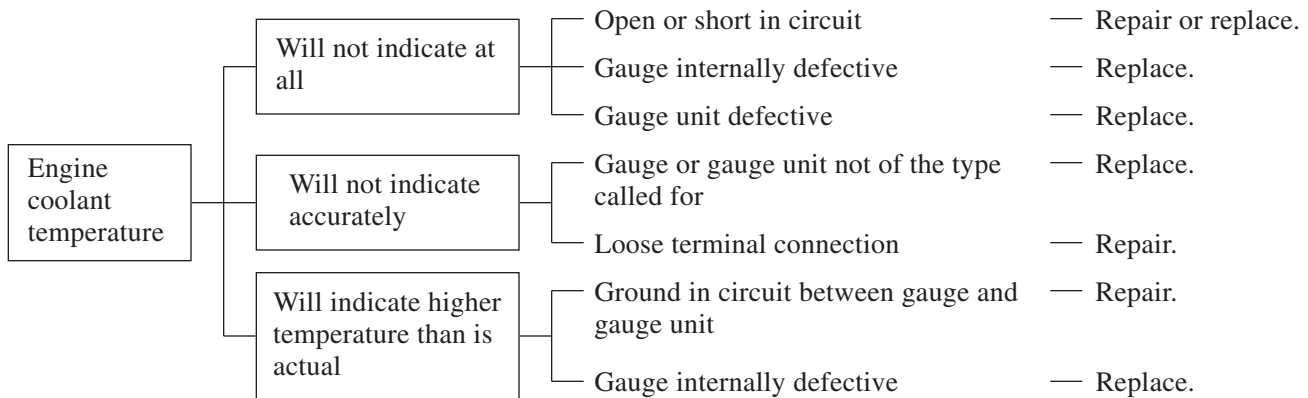 Engine
coolant
temperature
Will not indicate at
all
Open or short in circuit — Repair or replace.
Gauge internally defective — Replace.
Gauge unit defective — Replace.
Will not indicate
accurately
Gauge or gauge unit not of the type — Replace.
called for
Loose terminal connection — Repair.
Will indicate higher
temperature than is
actual
Ground in circuit between gauge and — Repair.
gauge unit
Gauge internally defective — Replace.